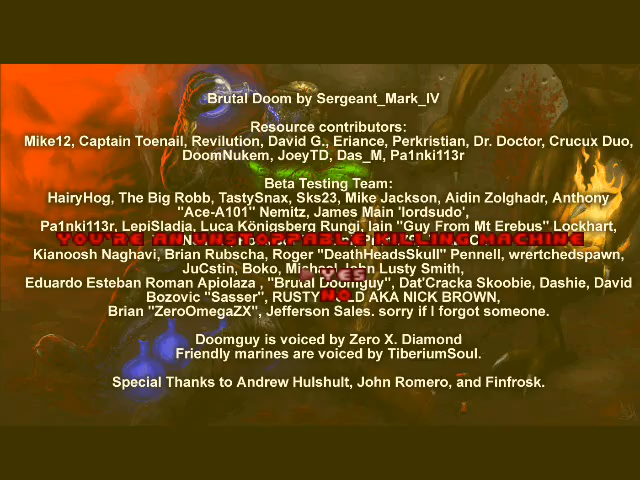 Brutal Doom by Sergeant_Mark_IV
Resource contributors:
Mike12, Captain Toenail, Revilution, David G., Eriance, Perkristian, Dr. Doctor, Crucux Duo,
DoomNukem, JoeyTD, Das_M, Pa1nki113r
Beta Testing Team:
HairyHog, The Big Robb, TastySnax, Sks23, Mike Jackson, Aidin Zolghadr, Anthony
"Ace-A101" Nemitz, James Main 'lordsudo',
Pa1nki113r, LepiSladja, Luca Königsberg Rungi, Iain "Guy From Mt Erebus" Lockhart,
YOU'RE AN UNSTOPPABLE KILLING MACHINE
Kianoosh Naghavi, Brian Rubscha, Roger "DeathHeadsSkull" Pennell, wrertchedspawn,
JuCstin, Boko, Michael John Lusty Smith,
YES
Eduardo Esteban Roman Apiolaza , "Brutal Doomguy", Dat'Cracka Skoobie, Dashie, David
Bozovic "Sasser", AKA NICK BROWN,
NO
Brian "ZeroOmegaZX", Jefferson Sales. sorry if I forgot someone.
Doomguy is voiced by Zero X. Diamond
Friendly marines are voiced by TiberiumSoul.
Special Thanks to Andrew Hulshult, John Romero, and Finfrosk.